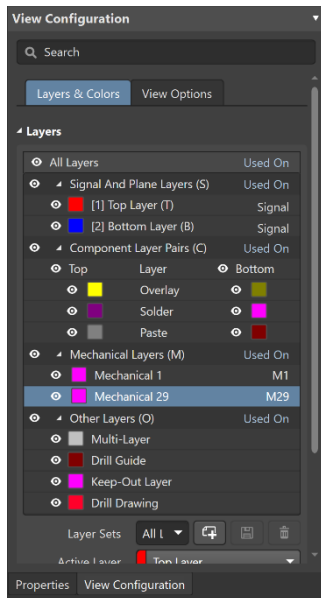 View Configuration
Search
Layers & Colors View Options
Layers
All Layers Used On
Signal And Plane Layers (S) Used On
[1] Top Layer (T) Signal
[2] Bottom Layer (B) Signal
Component Layer Pairs (C) Used On
Top Layer Bottom
Overlay
Solder
Paste
Mechanical Layers (M) Used On
Mechanical 1 M1
Mechanical 29 M29
Other Layers (O) Used On
Multi-Layer
Drill Guide
Keep-Out Layer
Drill Drawing
Layer Sets All L
Active Layer Top Layer
Properties View Configuration